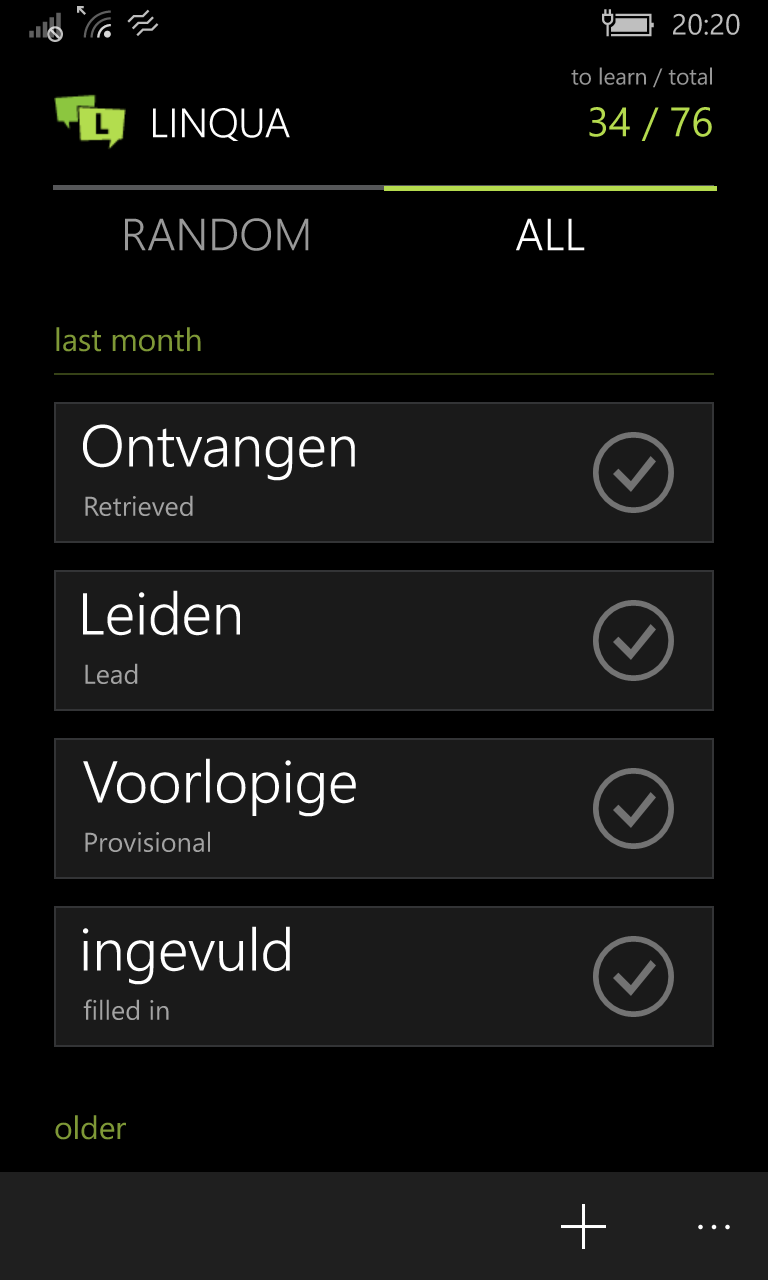 20:20
to learn / total
L
LINQUA
34 / 76
RANDOM
ALL
last month
Ontvangen
Retrieved
Leiden
Lead
Voorlopige
Provisional
ingevuld
filled in
older